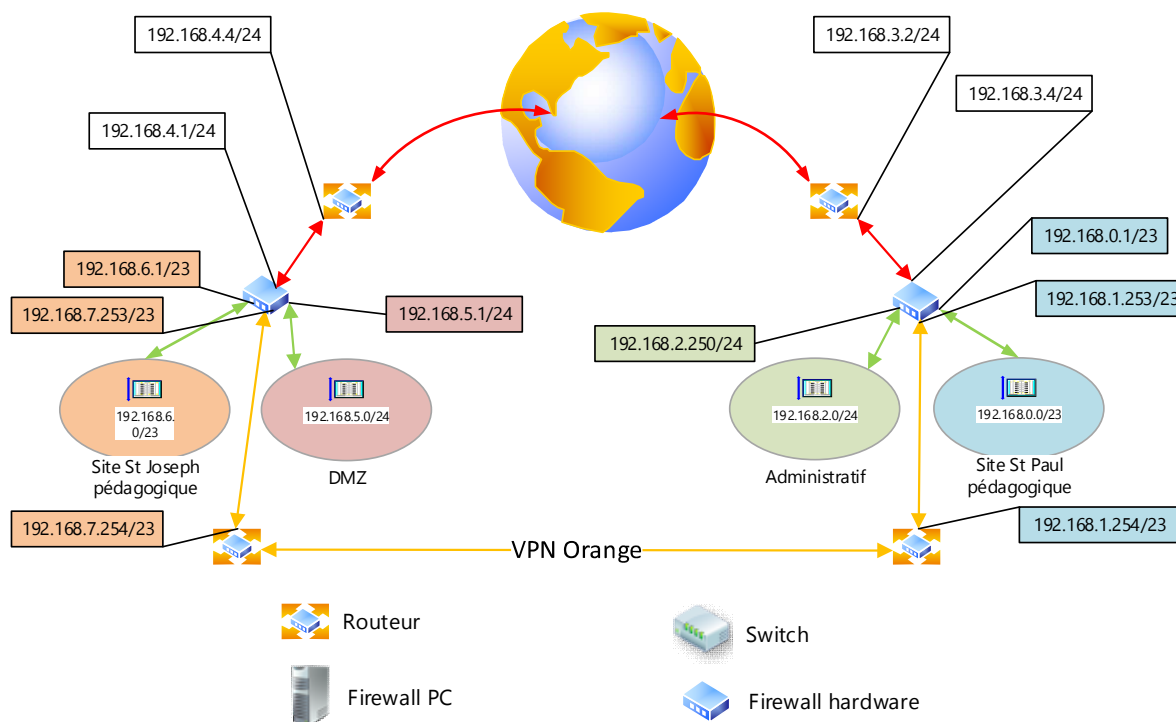 192.168.4.4/24
192.168.3.2/24
192.168.3.4/24
192.168.4.1/24
192.168.0.1/23
192.168.6.1/23
192.168.1.253/23
192.168.7.253/23
192.168.5.1/24
192.168.2.250/24
192.168.6.
0/23
192.168.5.0/24
192.168.2.0/24
192.168.0.0/23
Site St Joseph
pédagogique
DMZ
Administratif
Site St Paul
pédagogique
192.168.7.254/23
192.168.1.254/23
VPN Orange
Routeur
Switch
Firewall PC
Firewall hardware